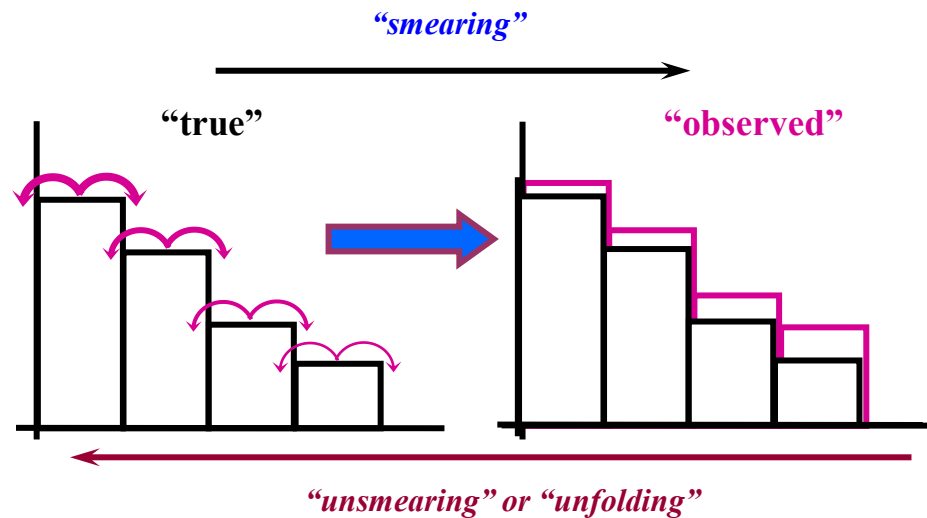 “smearing”
“true”
“observed”
“unsmearing” or “unfolding”